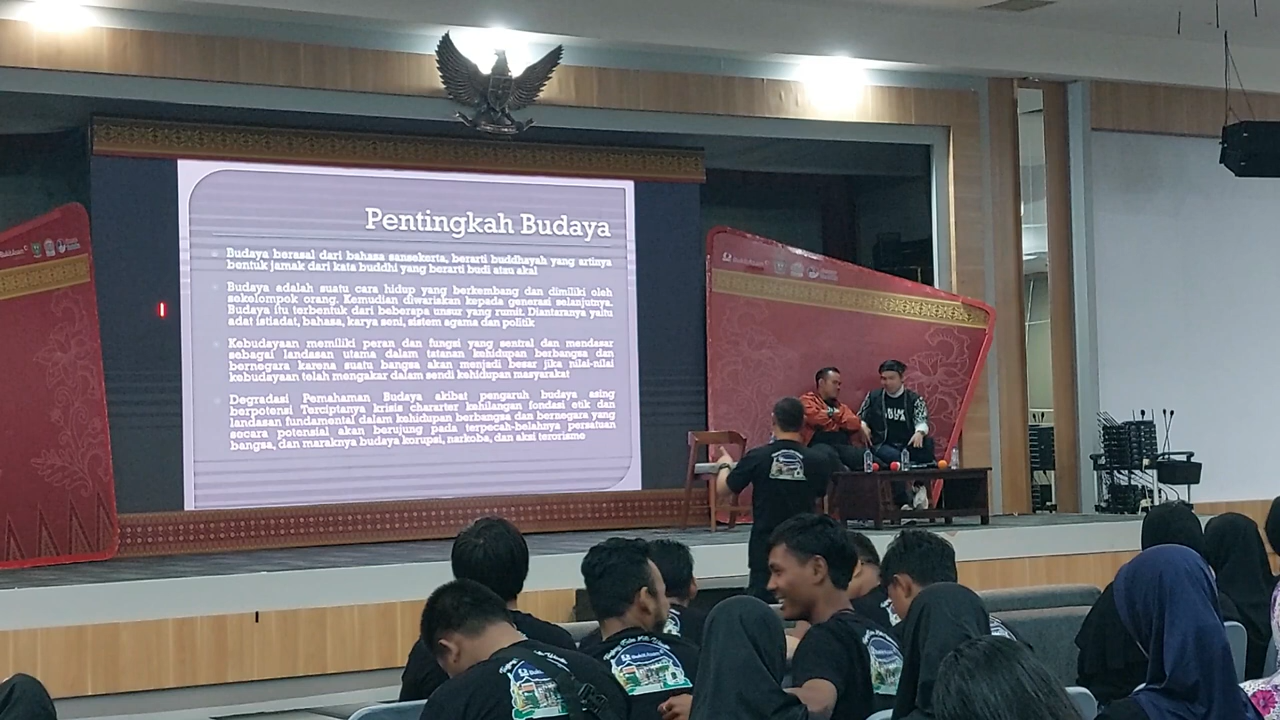 Pentingkah Budaya
Budaya berasal dari bahasa sansekerta, berarti buddhayah yang artinya
bentuk jamak dari kata buddhi yang berarti budi atau akal
Budaya adalah suatu cara hidup yang berkembang dan dimiliki oleh
sekelompok orang. Kemudian diwariskan kepada generasi selanjutnya.
Budaya itu terbentuk dari beberapa unsur yang rumit. Diantaranya yaitu
adat istiadat, bahasa, karya seni, sistem agama dan politik
Kebudayaan memiliki peran dan fungsi yang sentral dan mendasar
sebagai landasan utama dalam tatanan kehidupan berbangsa dan
bernegara karena suatu bangsa akan menjadi besar jika nilai-nilai
kebudayaan telah mengakar dalam sendi kehidupan masyarakat
Degradasi Pemahaman Budaya akibat pengaruh budaya asing
berpotensi Terciptanya krisis chararter kehilangan fondasi etik dan
landasan fundamental dalam kehidupan berbangsa dan bernegara yang
secara potensial akan berujung pada terpecah-belahnya persatuan
bangsa, dan maraknya budaya korupsi, narkoba, dan aksi terorisme